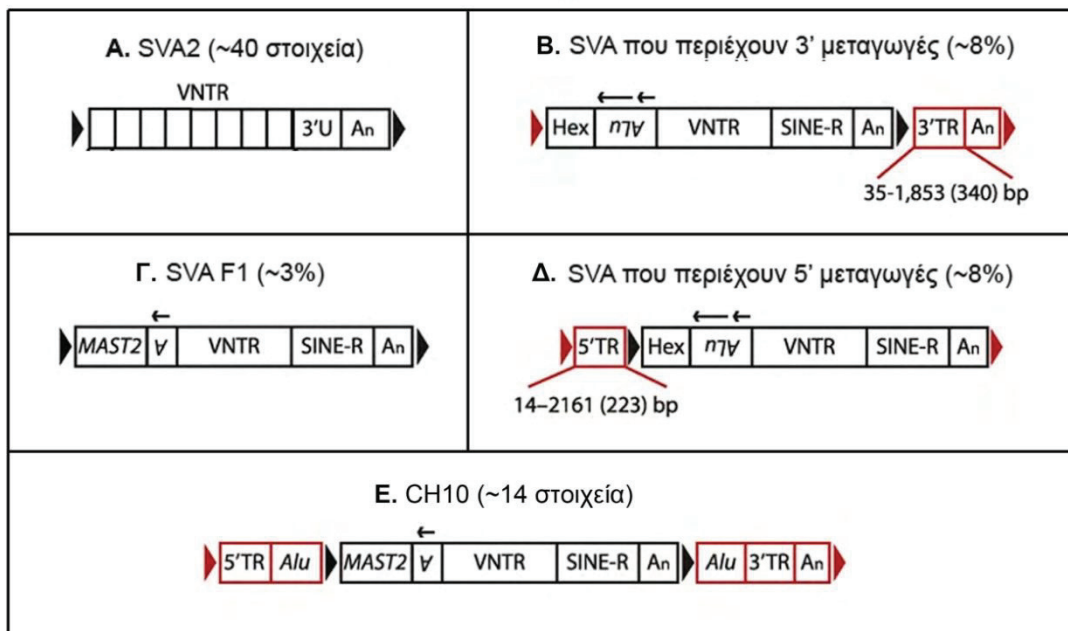 Α. SVA2 (~40 στοιχεία)
VNTR
3'U An
Β. SVA που περιέχουν 3' μεταγωγές (~8%)
Hex Alu VNTR SINE-R An 3'TR An
35-1,853 (340) bp
Γ. SVA F1 (~3%)
MAST2 A VNTR SINE-R An
Δ. SVA που περιέχουν 5' μεταγωγές (~8%)
5'TR Hex Alu VNTR SINE-R An
14–2161 (223) bp
Ε. CH10 (~14 στοιχεία)
5'TR Alu MAST2 A VNTR SINE-R An Alu 3'TR An